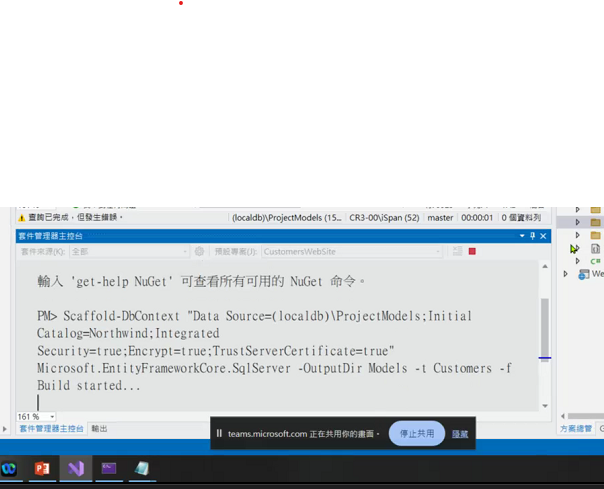 查詢已完成，但發生錯誤。
(localdb)\ProjectModels (15...
CR3-00\iSpan (52)
master
00:00:01
0 個資料列
套件管理器主控台
套件來源(K):
全部
預設專案(J):
Customers\WebSite
輸入 'get-help NuGet' 可查看所有可用的 NuGet 命令。
PM> Scaffold-DbContext "Data Source=(localdb)\ProjectModels;Initial
Catalog=Northwind;Integrated
Security=true;Encrypt=true;TrustServerCertificate=true"
Microsoft.EntityFrameworkCore.SqlServer -OutputDir Models -t Customers -f
Build started...
161 %
套件管理器主控台
輸出
方案總管
We
C#
teams.microsoft.com 正在共用你的畫面。
停止共用
隱藏